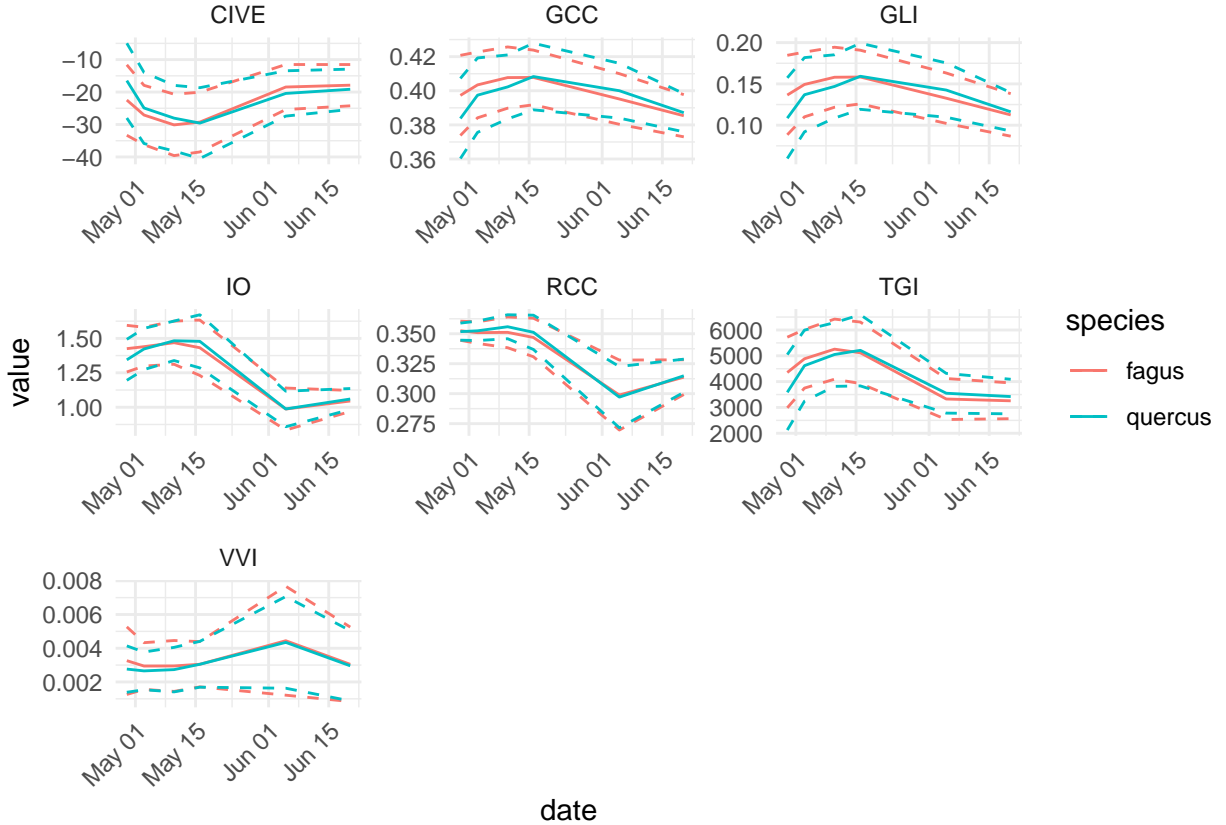 CIVE GCC GLI
−10
−20
−30
−40
0.42
0.40
0.38
0.36
0.20
0.15
0.10
May 01 May 15 Jun 01 Jun 15
May 01 May 15 Jun 01 Jun 15
May 01 May 15 Jun 01 Jun 15
IO RCC TGI
1.50
1.25
1.00
0.350
0.325
0.300
0.275
6000
5000
4000
3000
2000
May 01 May 15 Jun 01 Jun 15
May 01 May 15 Jun 01 Jun 15
May 01 May 15 Jun 01 Jun 15
VVI
0.008
0.006
0.004
0.002
May 01 May 15 Jun 01 Jun 15
value
date
species
fagus
quercus